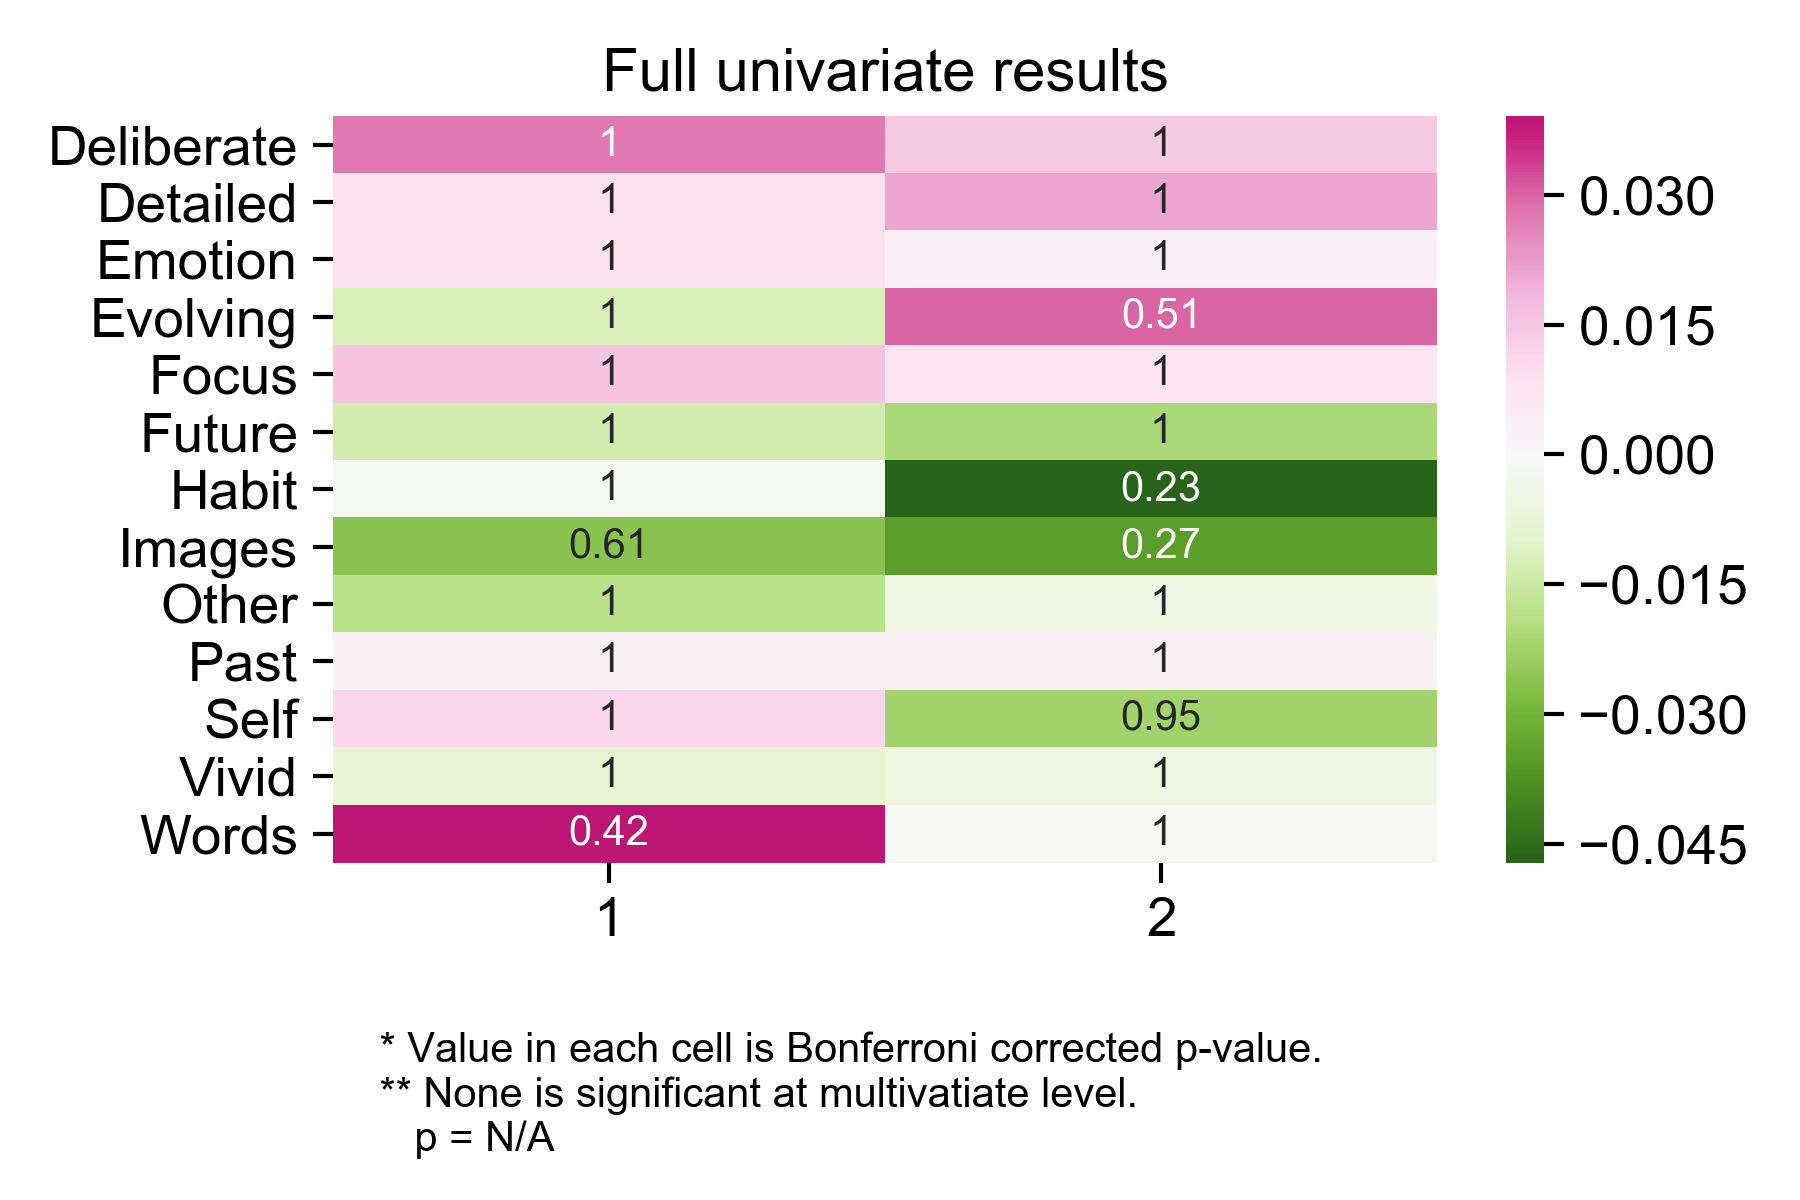 Full univariate results
Deliberate 1 1
Detailed 1 1
Emotion 1 1
Evolving 1 0.51
Focus 1 1
Future 1 1
Habit 1 0.23
Images 0.61 0.27
Other 1 1
Past 1 1
Self 1 0.95
Vivid 1 1
Words 0.42 1
1 2
0.030
0.015
0.000
−0.015
−0.030
−0.045
* Value in each cell is Bonferroni corrected p-value.
** None is significant at multivatiate level.
p = N/A